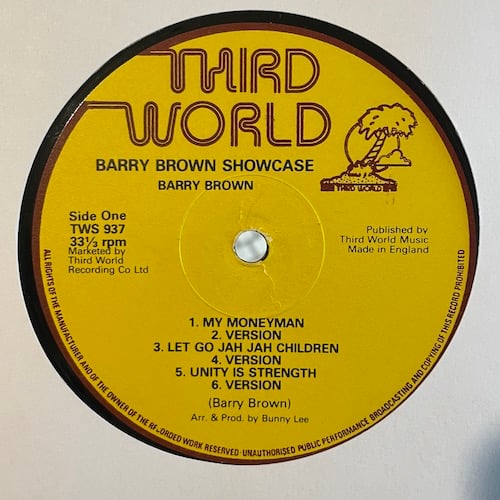 THIRD
WORLD
BARRY BROWN SHOWCASE
BARRY BROWN
THIRD WORLD
Side One
TWS 937
33⅓ rpm
Marketed by
Third World
Recording Co Ltd
Published by
Third World Music
Made in England
1. MY MONEYMAN
2. VERSION
3. LET GO JAH JAH CHILDREN
4. VERSION
5. UNITY IS STRENGTH
6. VERSION
(Barry Brown)
Arr. & Prod. by Bunny Lee
ALL RIGHTS OF THE MANUFACTURER AND OF THE OWNER OF THE RECORDED WORK RESERVED · UNAUTHORISED PUBLIC PERFORMANCE BROADCASTING AND COPYING OF THIS RECORD PROHIBITED